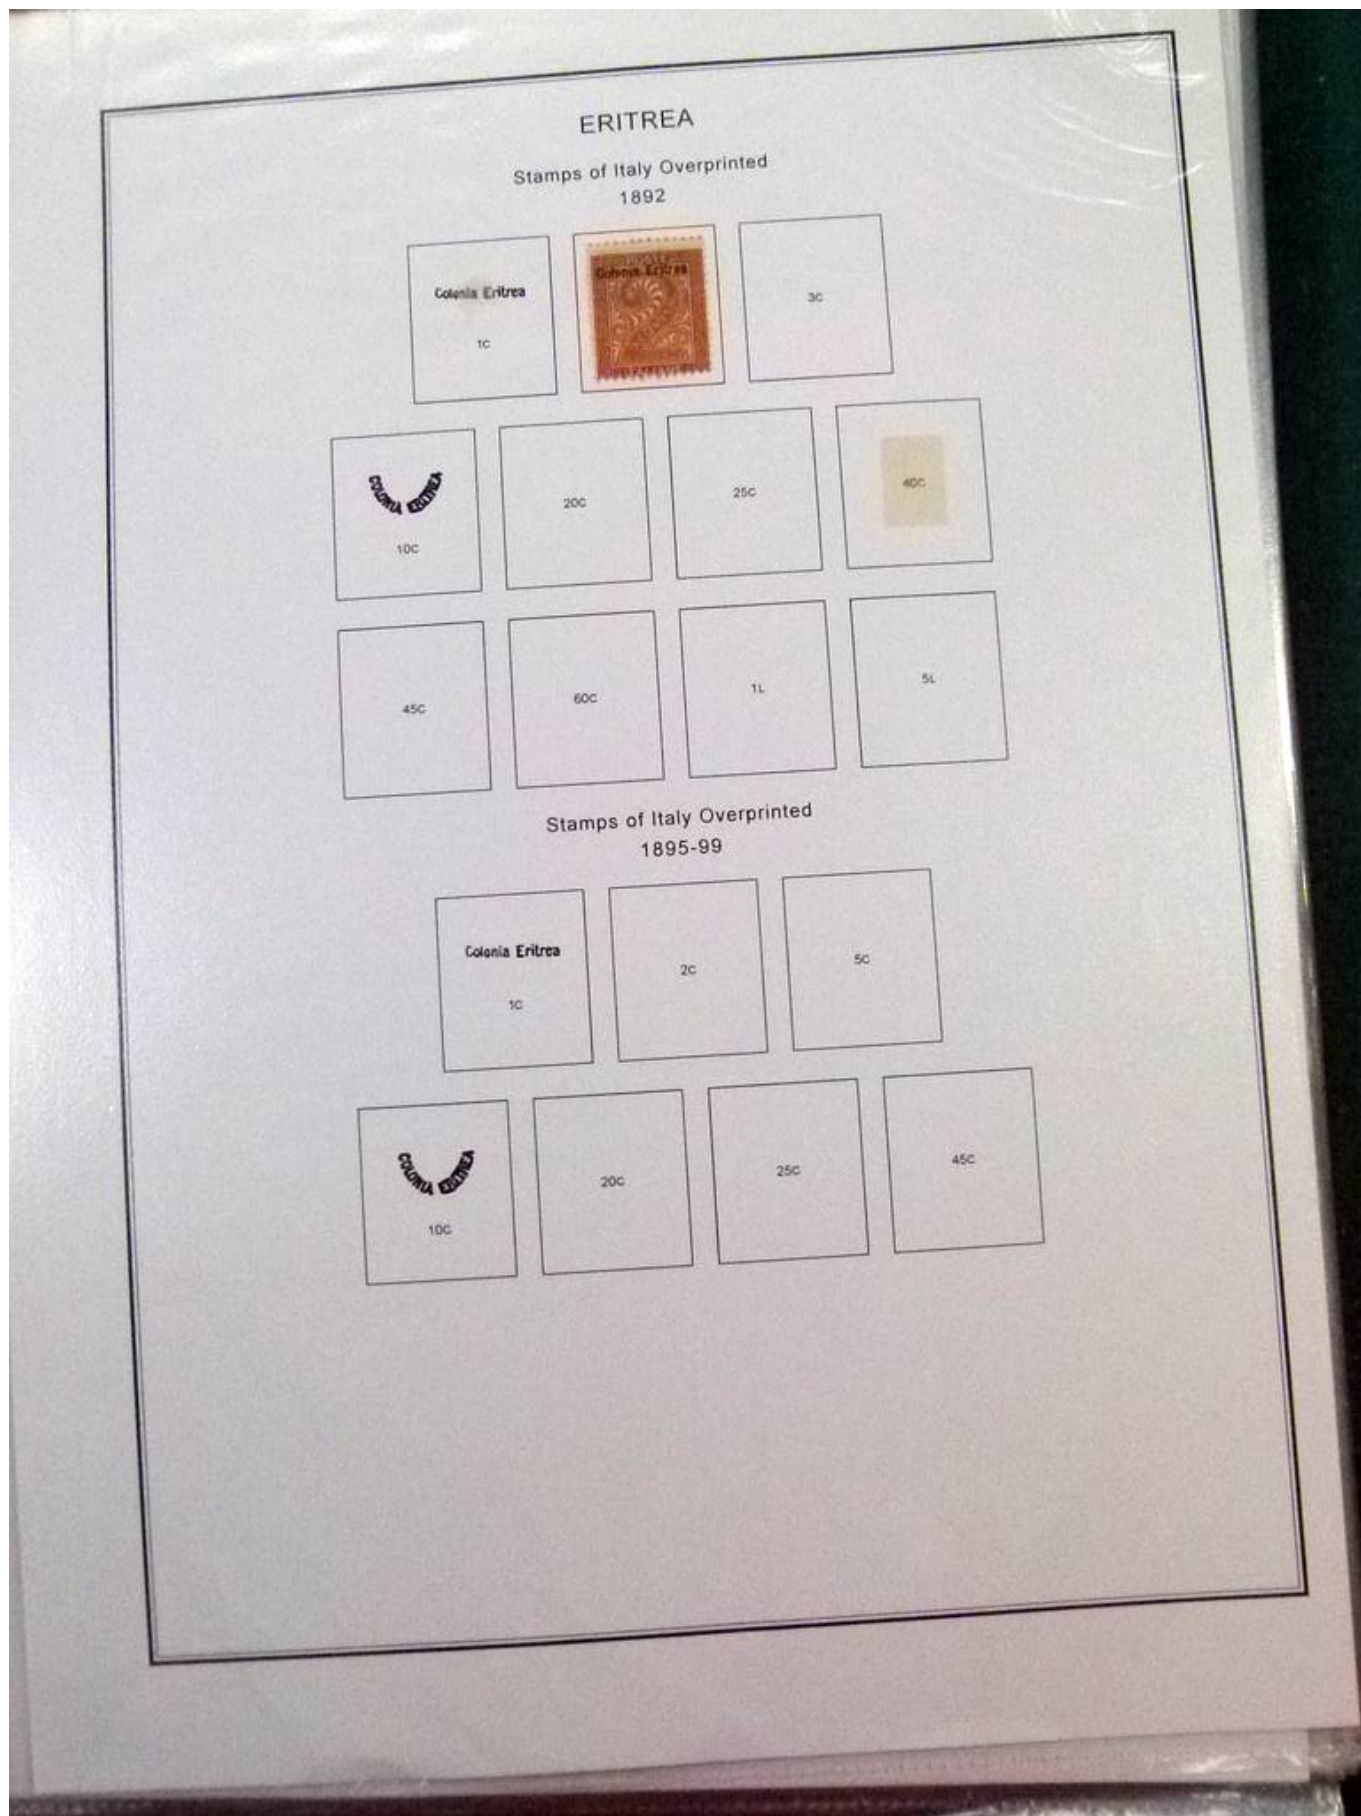 ERITREA
Stamps of Italy Overprinted
1892
Colonia Eritrea
1C
Colonia Eritrea
3C
COLONIA ERITREA
10C
20C
25C
40C
45C
60C
1L
5L
Stamps of Italy Overprinted
1895-99
Colonia Eritrea
1C
2C
5C
COLONIA ERITREA
10C
20C
25C
45C